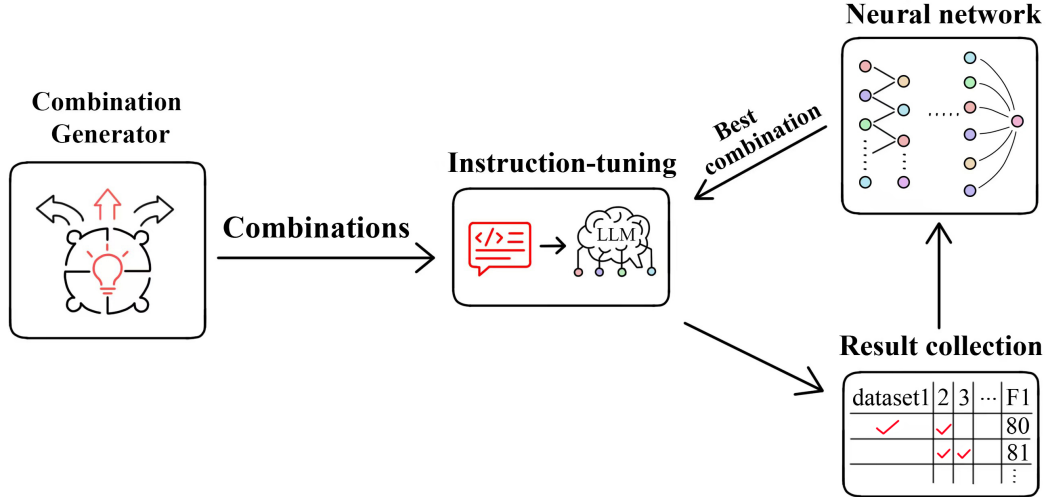 Neural network
Combination
Generator
Best
combination
Instruction-tuning
Combinations
</>
LLM
Result collection
dataset1 2 3 ... F1
80
81
⋮